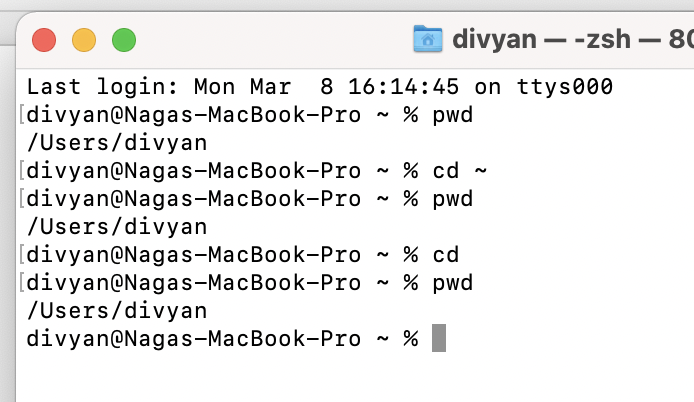 divyan — -zsh — 80
Last login: Mon Mar  8 16:14:45 on ttys000
[divyan@Nagas-MacBook-Pro ~ % pwd
/Users/divyan
[divyan@Nagas-MacBook-Pro ~ % cd ~
[divyan@Nagas-MacBook-Pro ~ % pwd
/Users/divyan
[divyan@Nagas-MacBook-Pro ~ % cd
[divyan@Nagas-MacBook-Pro ~ % pwd
/Users/divyan
divyan@Nagas-MacBook-Pro ~ %